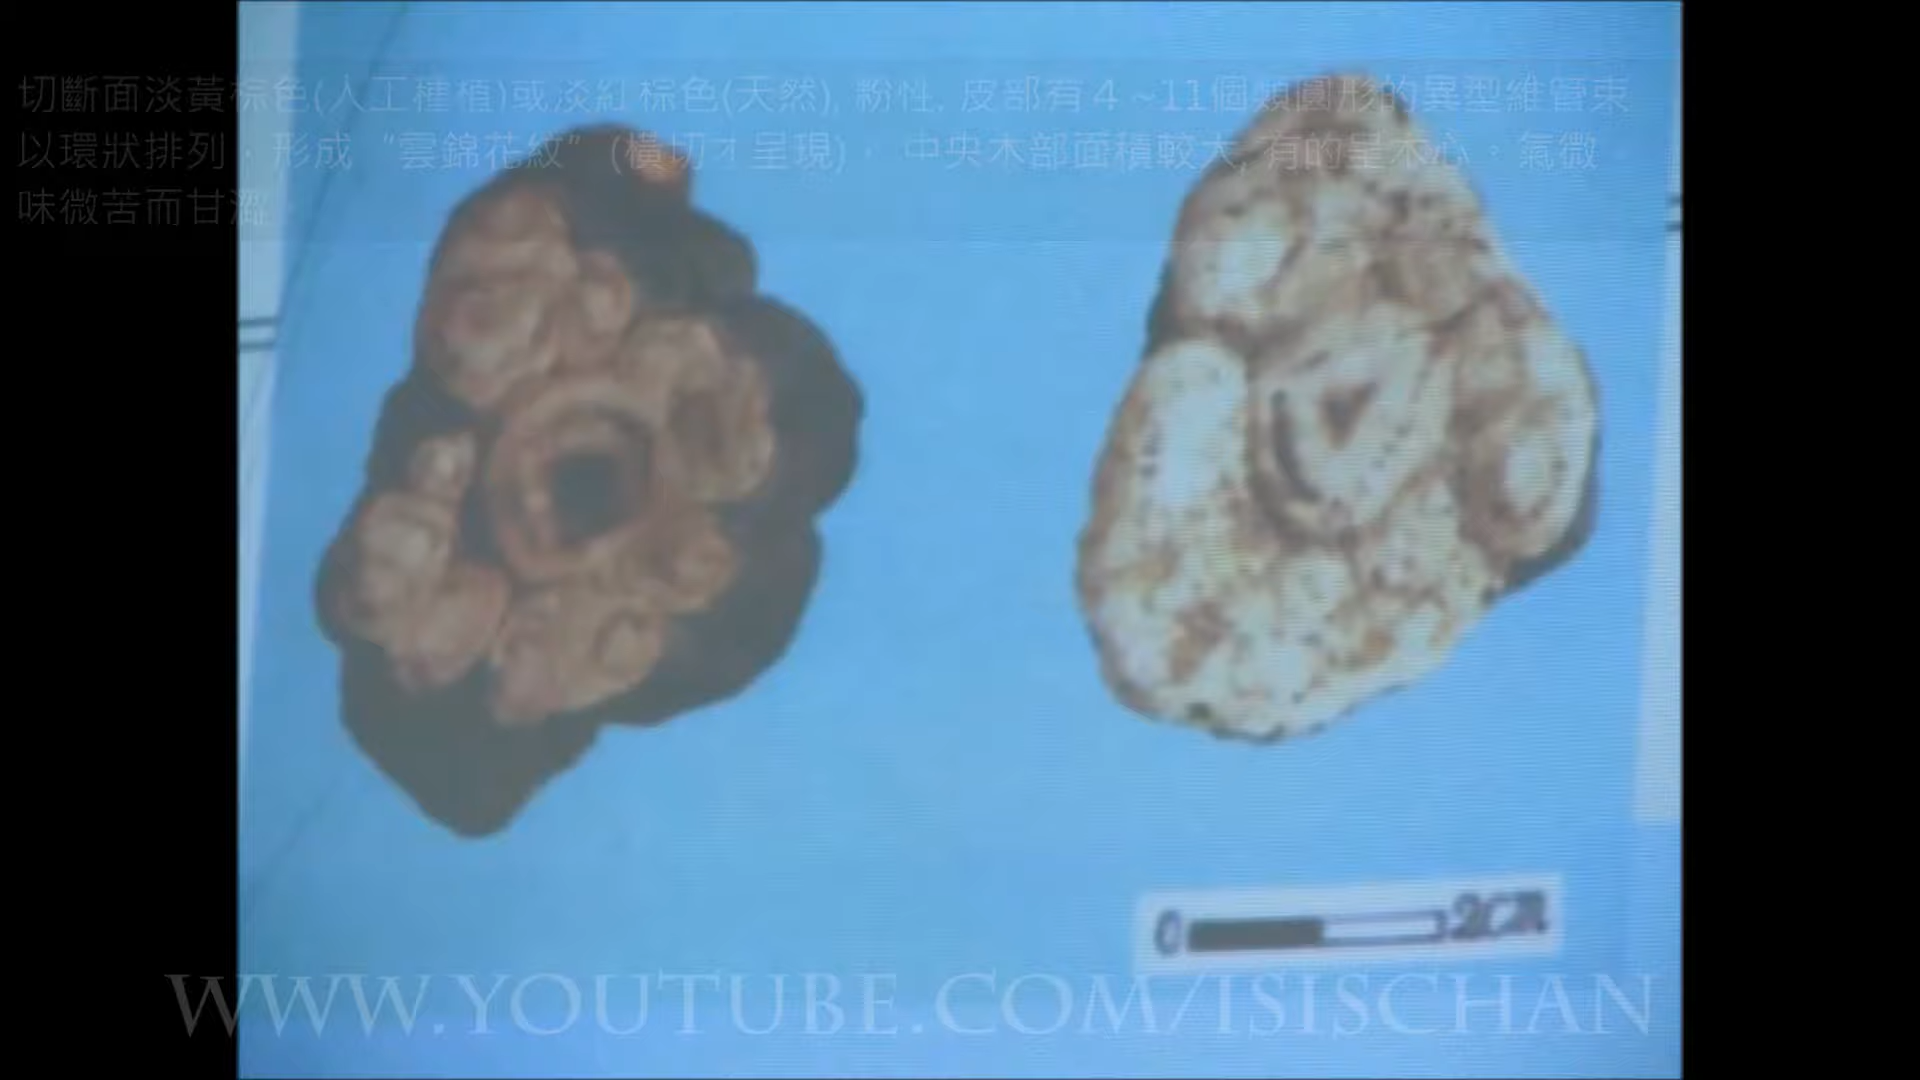 切斷面淡黃棕色(人工種植)或淡紅棕色(天然), 粉性, 皮部有4~11個類圓形的異型維管束
以環狀排列，形成“雲錦花紋”(橫切才呈現)， 中央木部面積較大, 有的呈木心。氣微，
味微苦而甘澀
0 2cm
WWW.YOUTUBE.COM/ISISCHAN